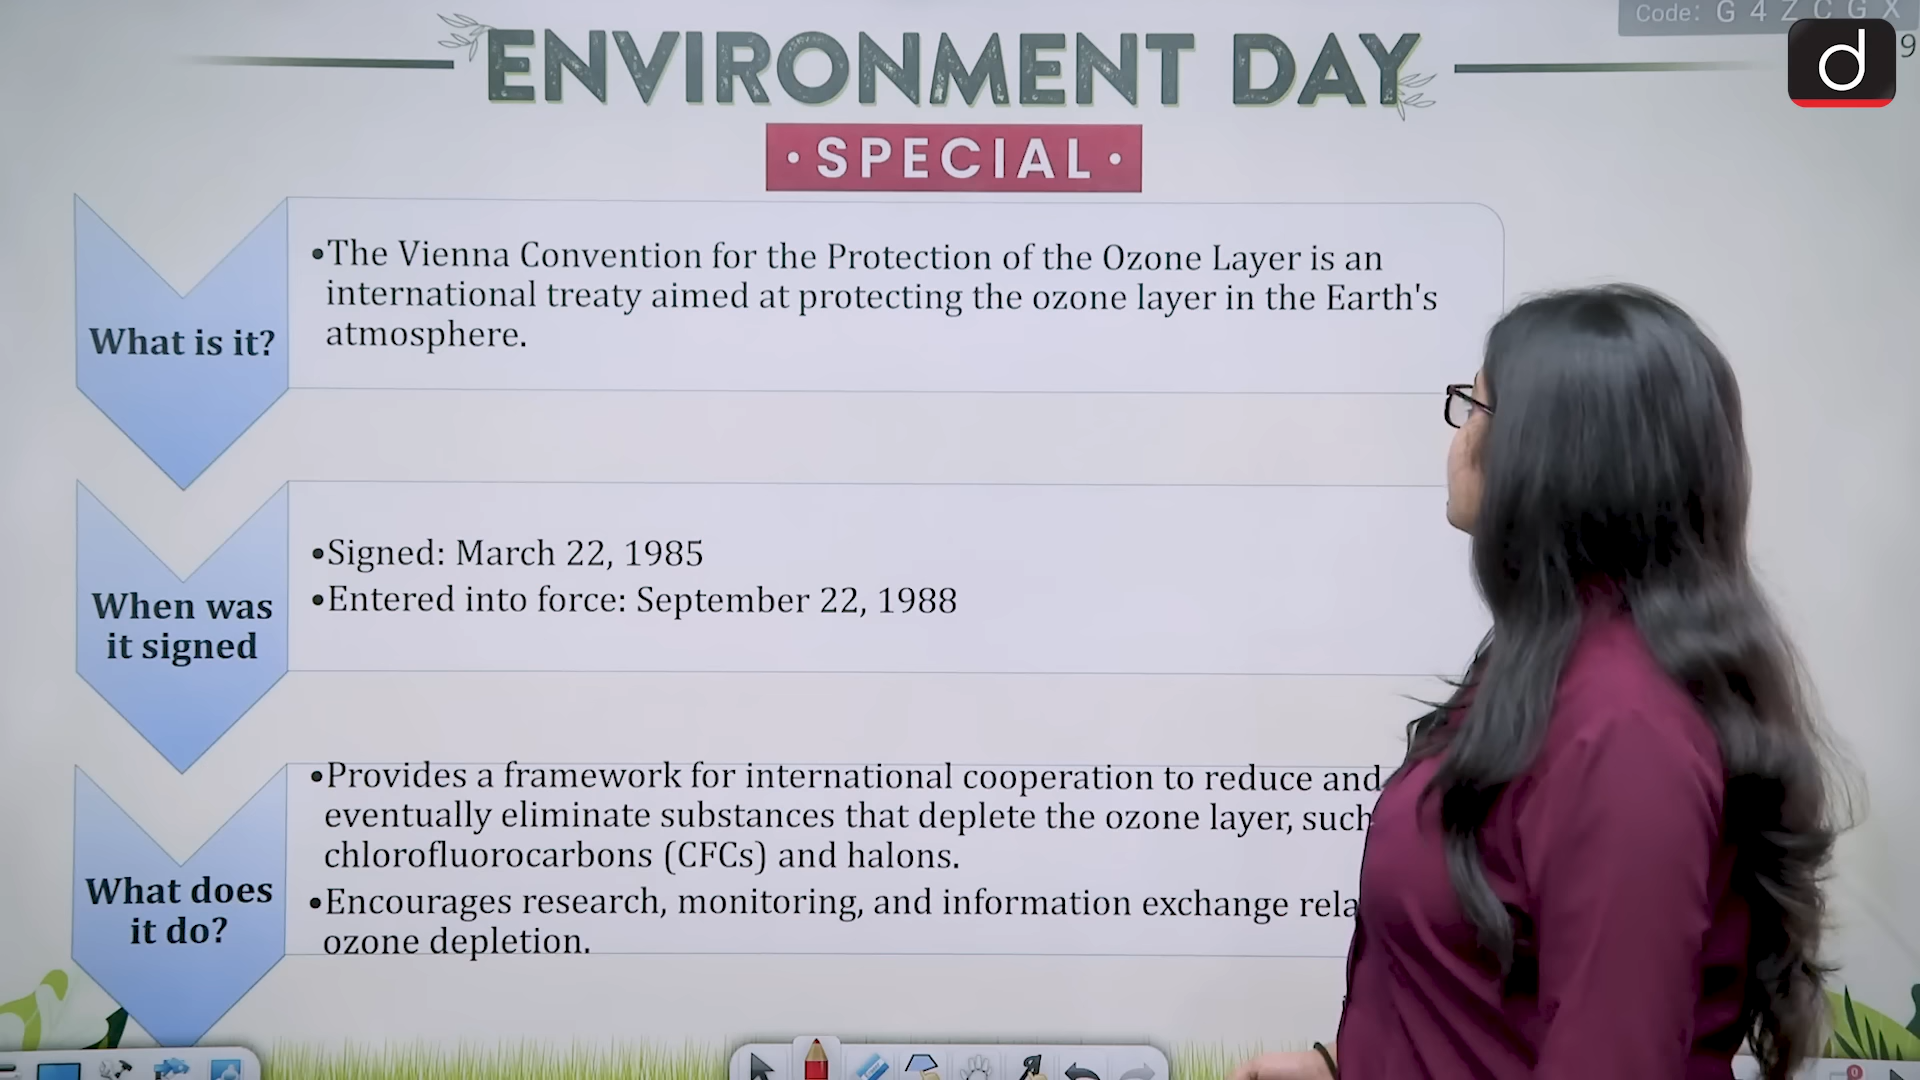 Code: G 4 Z C G X
ENVIRONMENT DAY
d
9
• SPECIAL •
What is it?
•The Vienna Convention for the Protection of the Ozone Layer is an
international treaty aimed at protecting the ozone layer in the Earth's
atmosphere.
When was
it signed
•Signed: March 22, 1985
•Entered into force: September 22, 1988
What does
it do?
•Provides a framework for international cooperation to reduce and
eventually eliminate substances that deplete the ozone layer, such
chlorofluorocarbons (CFCs) and halons.
•Encourages research, monitoring, and information exchange rela
ozone depletion.
0